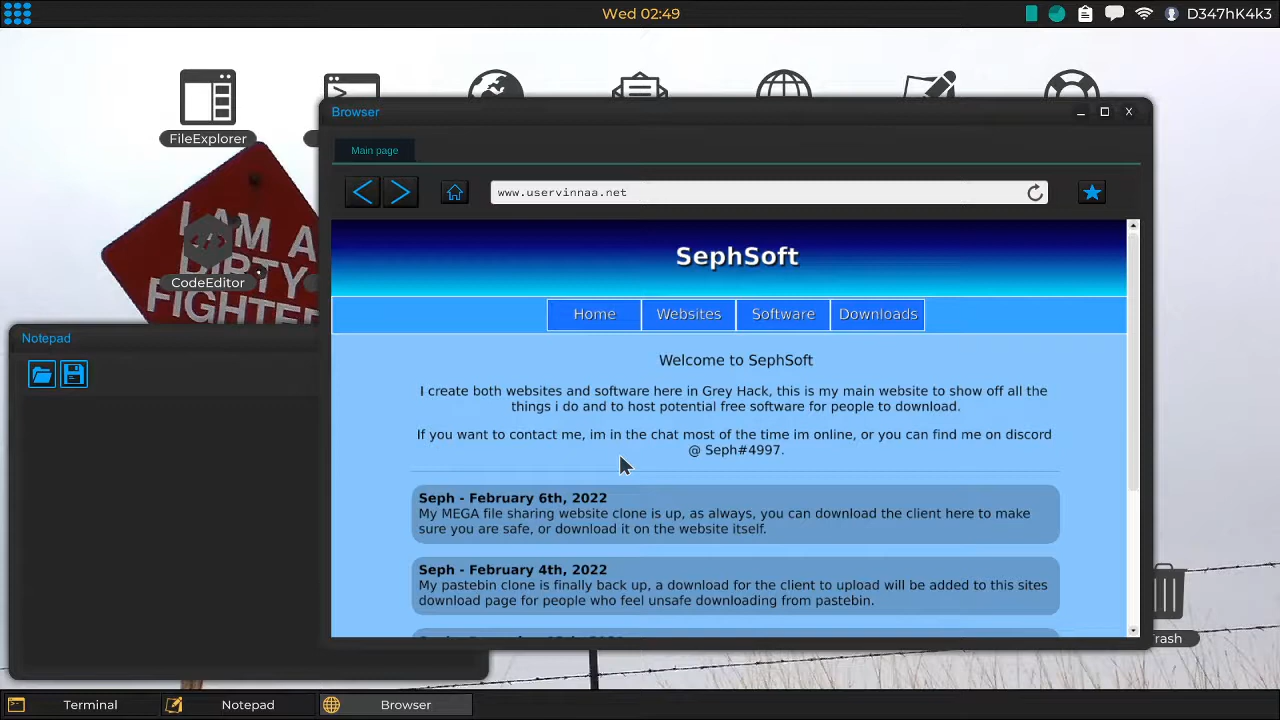 Wed 02:49
D347hK4k3
FileExplorer
I AM A
DIRTY
FIGHTER
CodeEditor
Browser
Main page
www.uservinnaa.net
SephSoft
Home
Websites
Software
Downloads
Welcome to SephSoft
I create both websites and software here in Grey Hack, this is my main website to show off all the
things i do and to host potential free software for people to download.
If you want to contact me, im in the chat most of the time im online, or you can find me on discord
@ Seph#4997.
Seph - February 6th, 2022
My MEGA file sharing website clone is up, as always, you can download the client here to make
sure you are safe, or download it on the website itself.
Seph - February 4th, 2022
My pastebin clone is finally back up, a download for the client to upload will be added to this sites
download page for people who feel unsafe downloading from pastebin.
Notepad
Trash
Terminal
Notepad
Browser